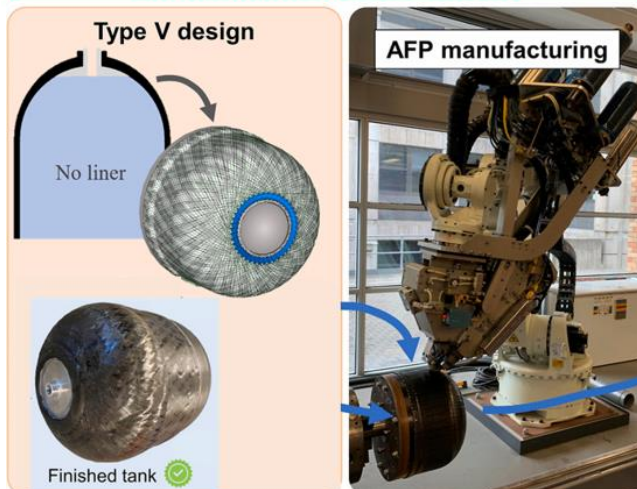 Type V design
No liner
Finished tank
AFP manufacturing